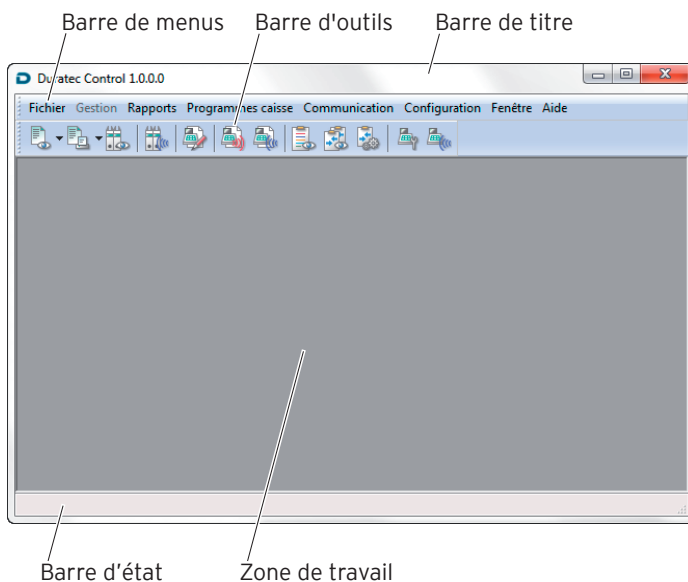 Barre de menus Barre d'outils Barre de titre
Duratec Control 1.0.0.0
Fichier Gestion Rapports Programmes caisse Communication Configuration Fenêtre Aide
Barre d’état Zone de travail